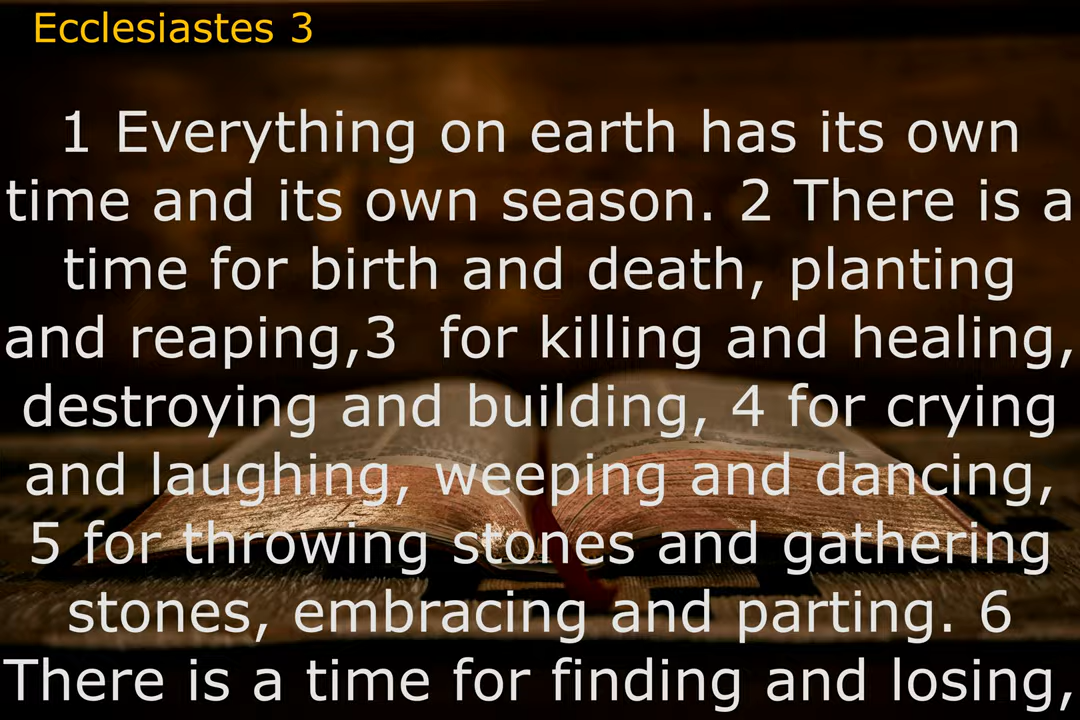 Ecclesiastes 3
1 Everything on earth has its own
time and its own season. 2 There is a
time for birth and death, planting
and reaping,3  for killing and healing,
destroying and building, 4 for crying
and laughing, weeping and dancing,
5 for throwing stones and gathering
stones, embracing and parting. 6
There is a time for finding and losing,